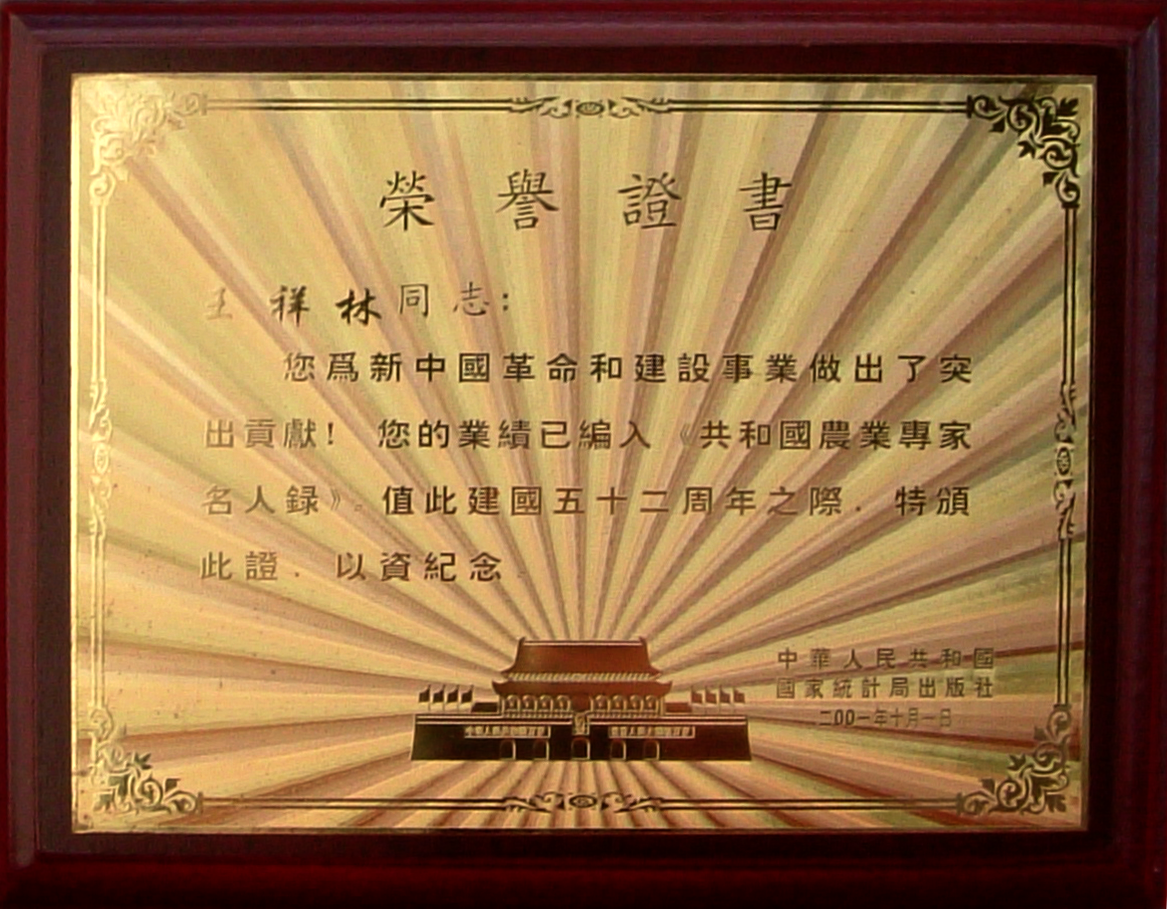 榮譽證書
王祥林同志:
您爲新中國革命和建設事業做出了突
出貢獻! 您的業績已編入《共和國農業專家
名人録》。值此建國五十二周年之際．特頒
此證．以資紀念
中華人民共和國
國家統計局出版社
二00一年十月一日